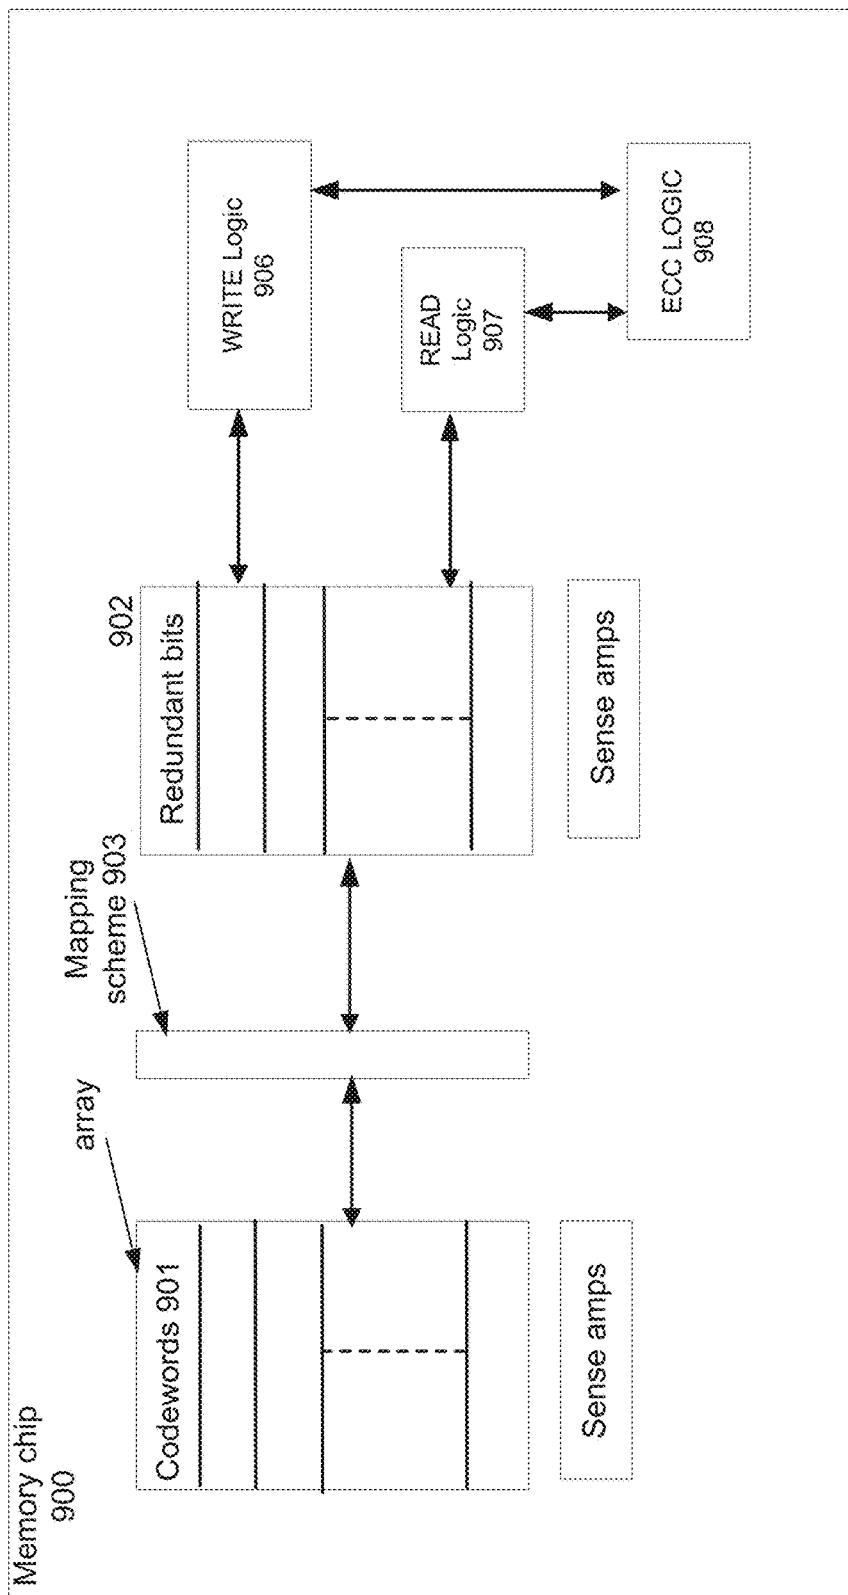 Memory chip
900
array
Codewords 901
Sense amps
Mapping
scheme 903
902
Redundant bits
Sense amps
WRITE Logic
906
READ
Logic
907
ECC LOGIC
908